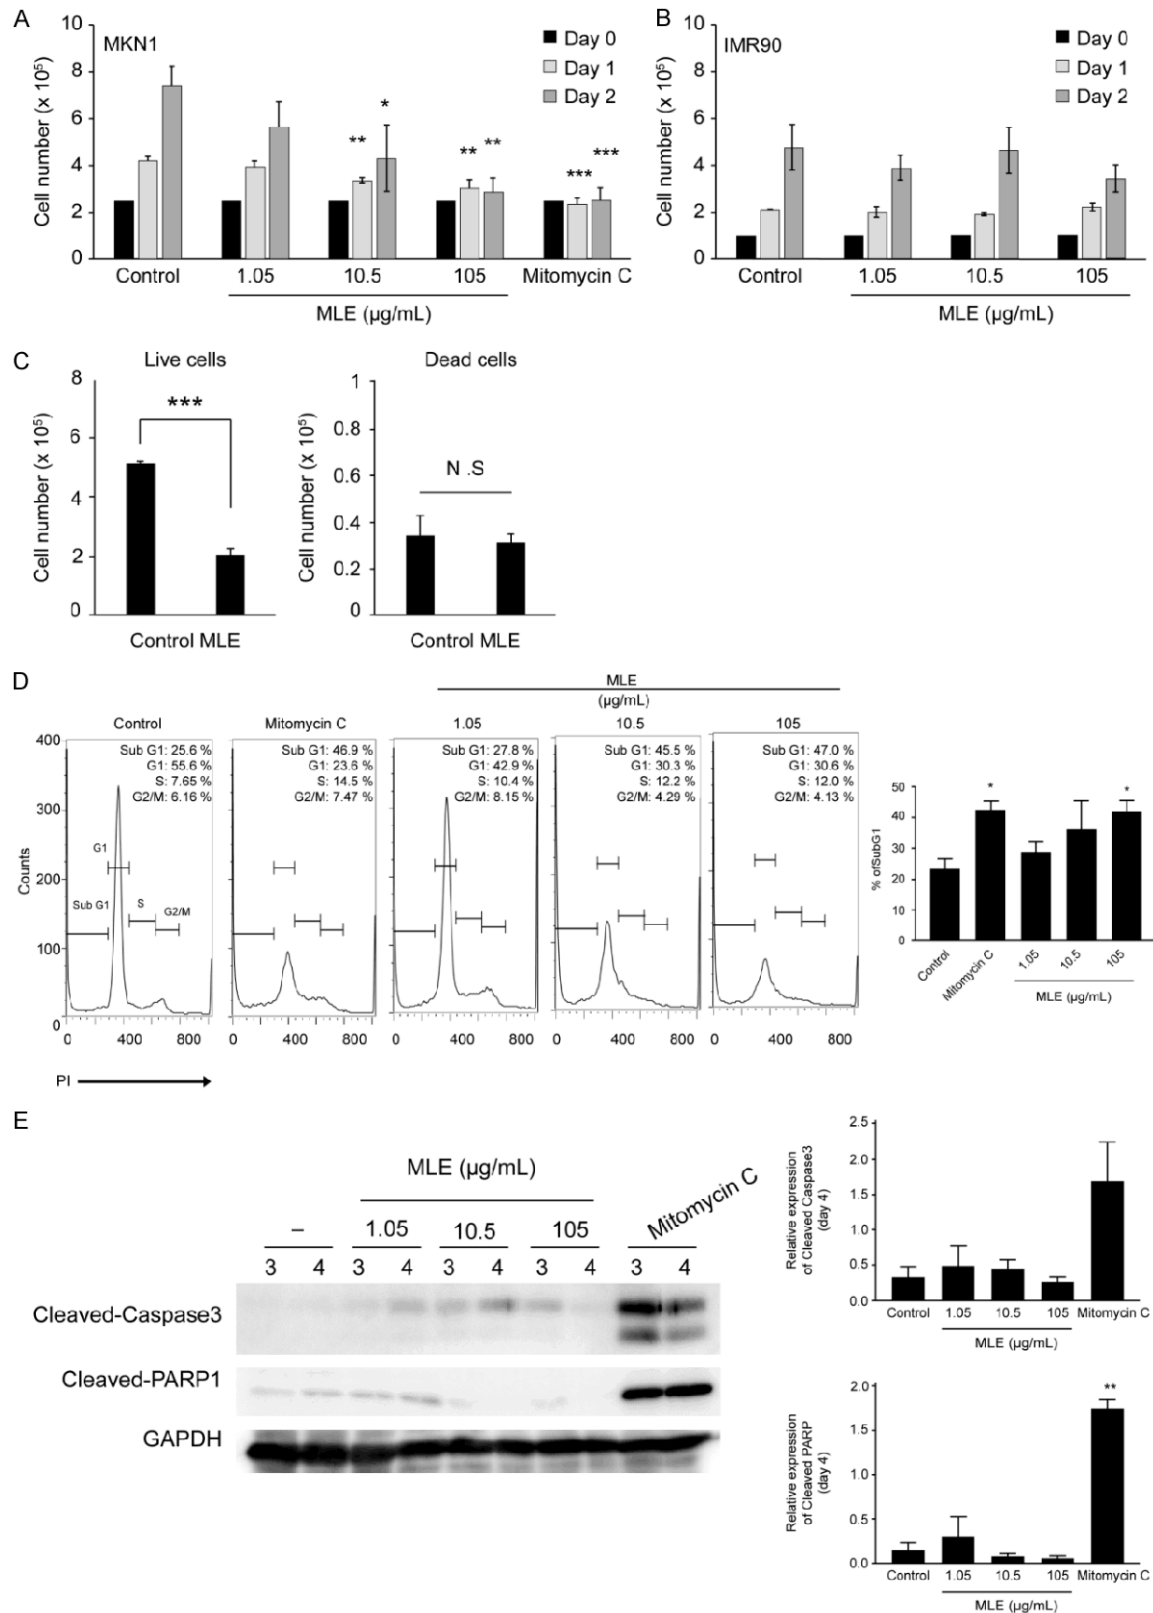 A
MKN1
Cell number (x 10⁵)
10
8
6
4
2
0
Day 0
Day 1
Day 2
**
*
**
**
***
***
Control
1.05
10.5
105
Mitomycin C
MLE (µg/mL)
B
IMR90
Cell number (x 10⁵)
10
8
6
4
2
0
Day 0
Day 1
Day 2
Control
1.05
10.5
105
MLE (µg/mL)
C
Live cells
Cell number (x 10⁵)
8
6
4
2
0
***
Control MLE
Dead cells
Cell number (x 10⁵)
1
0.8
0.6
0.4
0.2
0
N .S
Control MLE
D
MLE
(µg/mL)
Control
Mitomycin C
1.05
10.5
105
Counts
400
300
200
100
0
Sub G1: 25.6 %
G1: 55.6 %
S: 7.65 %
G2/M: 6.16 %
G1
Sub G1
S
G2/M
Sub G1: 46.9 %
G1: 23.6 %
S: 14.5 %
G2/M: 7.47 %
Sub G1: 27.8 %
G1: 42.9 %
S: 10.4 %
G2/M: 8.15 %
Sub G1: 45.5 %
G1: 30.3 %
S: 12.2 %
G2/M: 4.29 %
Sub G1: 47.0 %
G1: 30.6 %
S: 12.0 %
G2/M: 4.13 %
0 400 800
0 400 800
0 400 800
0 400 800
0 400 800
PI
% ofSubG1
50
40
30
20
10
0
*
*
Control
Mitomycin C
1.05
10.5
105
MLE (µg/mL)
E
MLE (µg/mL)
–
1.05
10.5
105
Mitomycin C
3 4 3 4 3 4 3 4 3 4
Cleaved-Caspase3
Cleaved-PARP1
GAPDH
Relative expression
of Cleaved Caspase3
(day 4)
2.5
2.0
1.5
1.0
0.5
0.0
Control
1.05
10.5
105
Mitomycin C
MLE (µg/mL)
Relative expression
of Cleaved PARP
(day 4)
2.0
1.5
1.0
0.5
0.0
**
Control
1.05
10.5
105
Mitomycin C
MLE (µg/mL)